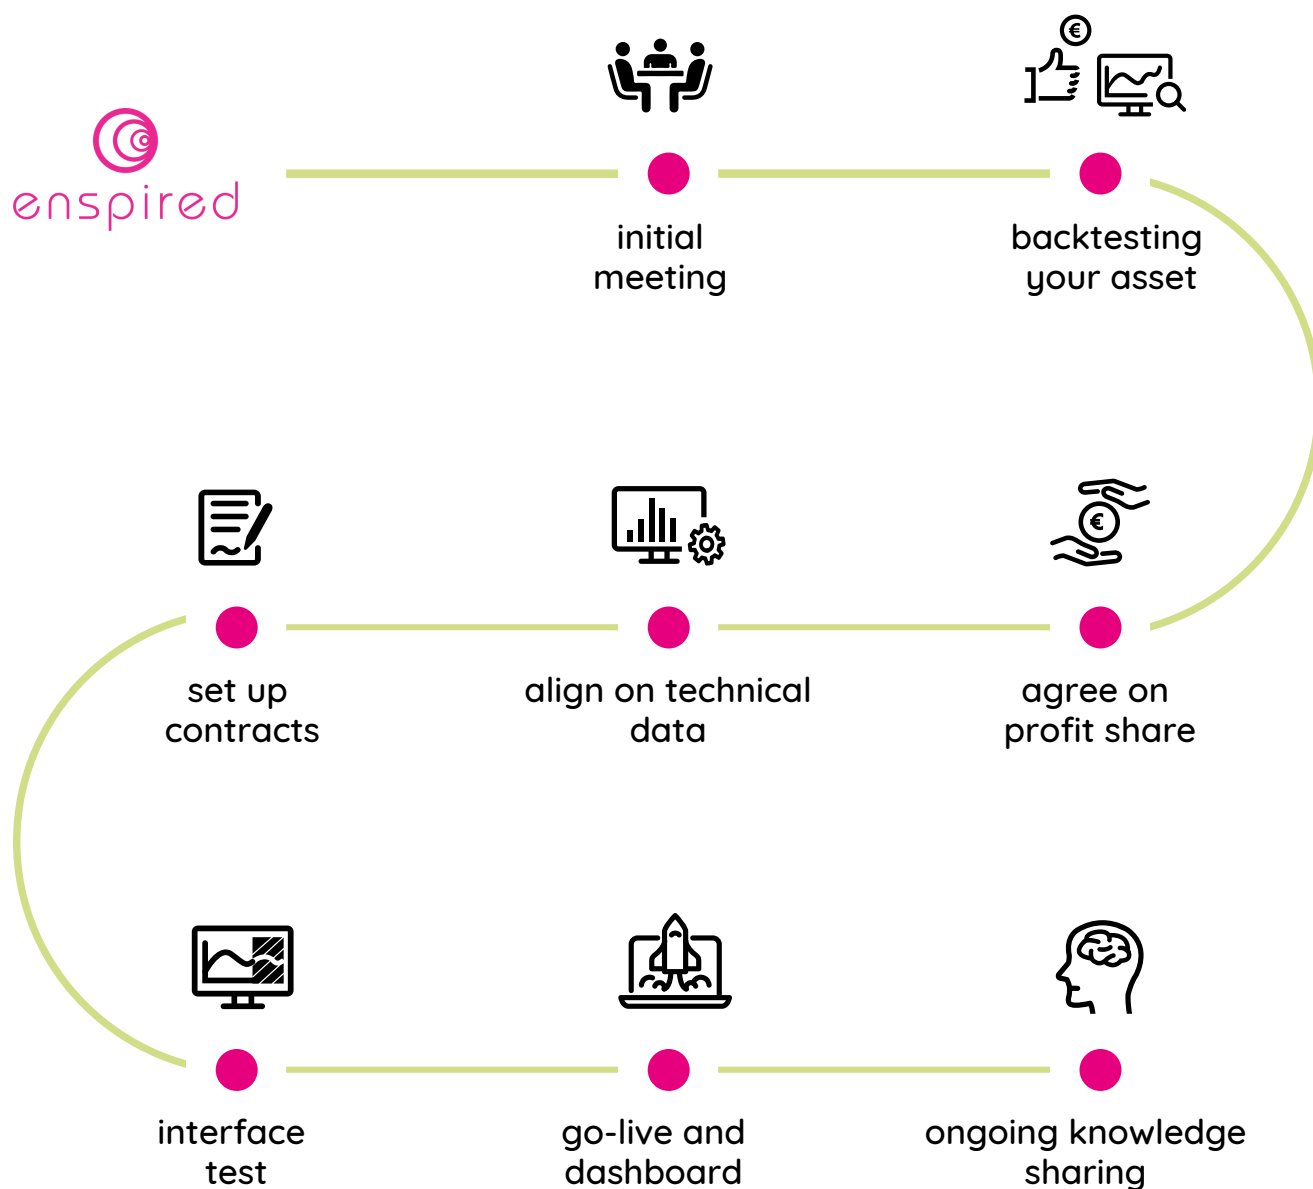 enspired
initial
meeting
backtesting
your asset
agree on
profit share
align on technical
data
set up
contracts
interface
test
go-live and
dashboard
ongoing knowledge
sharing
€
€